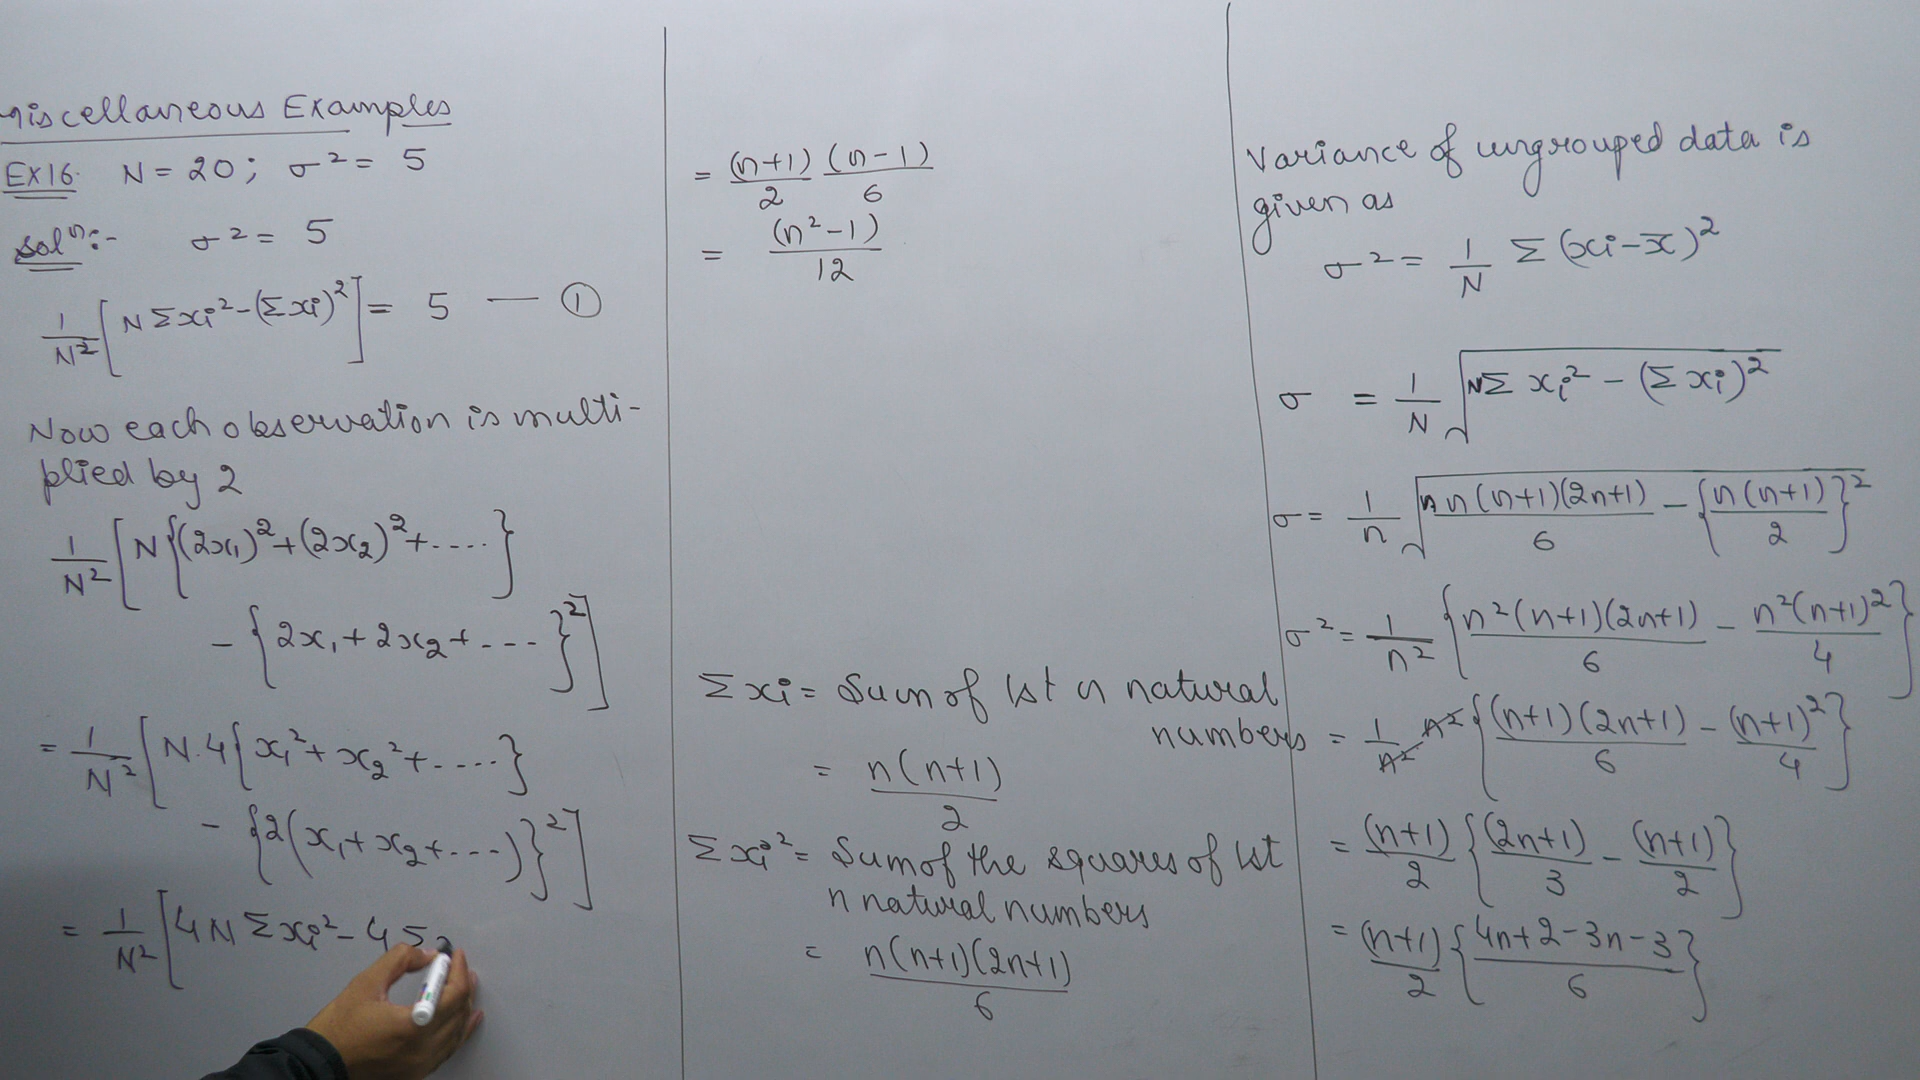 Miscellaneous Examples
EX16. N = 20; σ² = 5
Solⁿ:- σ² = 5
1/N² [N Σxi² - (Σxi)²] = 5 — ①
Now each observation is multi-
plied by 2
1/N² [N {(2x₁)² + (2x₂)² + ....}
- {2x₁ + 2x₂ + ....}²]
= 1/N² [N.4 {x₁² + x₂² + ....}
- {2(x₁ + x₂ + ....)}²]
= 1/N² [4N Σxi² - 4
= (n+1)/2 (n-1)/6
= (n²-1)/12
Σxi = Sum of 1st n natural
numbers
= n(n+1)/2
Σxi² = Sum of the squares of 1st
n natural numbers
= n(n+1)(2n+1)/6
Variance of ungrouped data is
given as
σ² = 1/N Σ(xi - x̄)²
σ = 1/N √(NΣxi² - (Σxi)²)
σ = 1/n √(n n(n+1)(2n+1)/6 - {n(n+1)/2}²)
σ² = 1/n² {n²(n+1)(2n+1)/6 - n²(n+1)²/4}
= 1/n² n² {(n+1)(2n+1)/6 - (n+1)²/4}
= (n+1)/2 {(2n+1)/3 - (n+1)/2}
= (n+1)/2 {4n+2-3n-3/6}